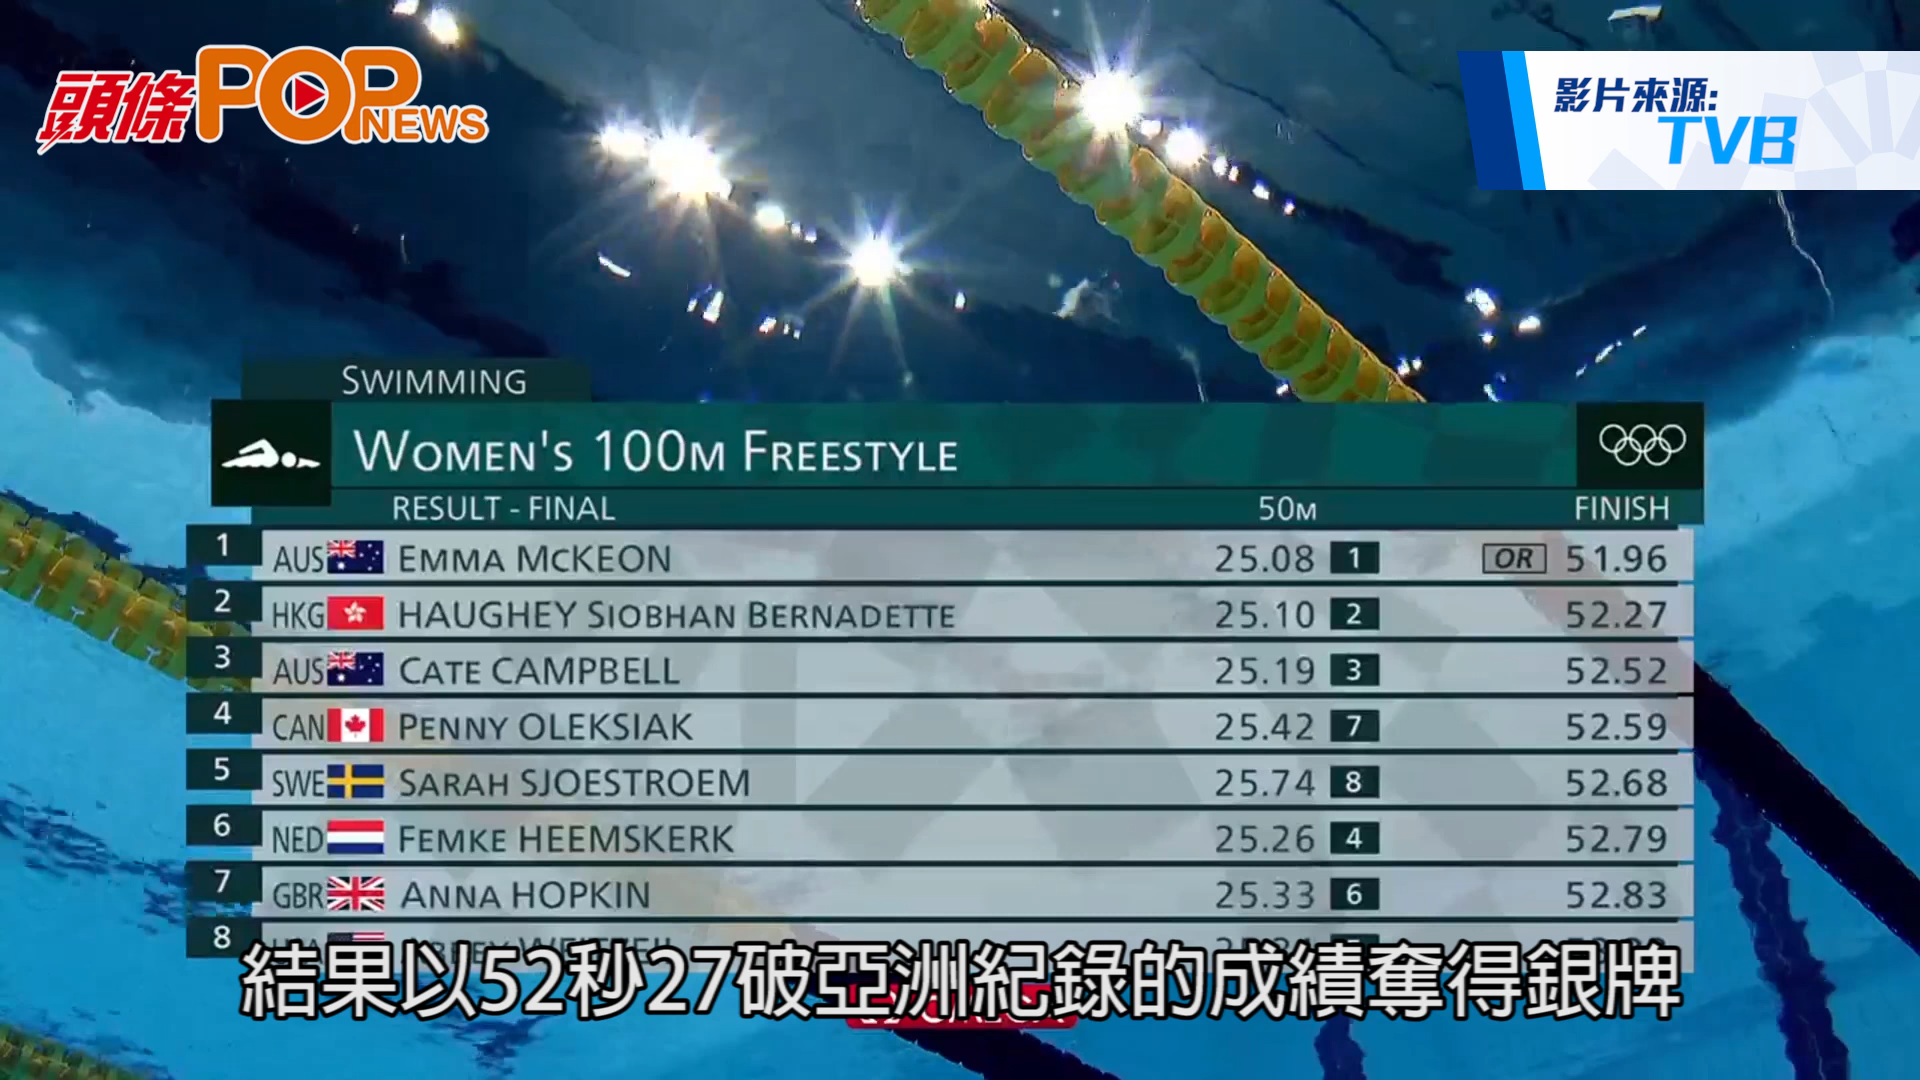 頭條POPNEWS
影片來源:
TVB
SWIMMING
WOMEN'S 100M FREESTYLE
RESULT - FINAL 50M FINISH
1 AUS EMMA MCKEON 25.08 1 OR 51.96
2 HKG HAUGHEY SIOBHAN BERNADETTE 25.10 2 52.27
3 AUS CATE CAMPBELL 25.19 3 52.52
4 CAN PENNY OLEKSIAK 25.42 7 52.59
5 SWE SARAH SJOESTROEM 25.74 8 52.68
6 NED FEMKE HEEMSKERK 25.26 4 52.79
7 GBR ANNA HOPKIN 25.33 6 52.83
8
結果以52秒27破亞洲紀錄的成績奪得銀牌